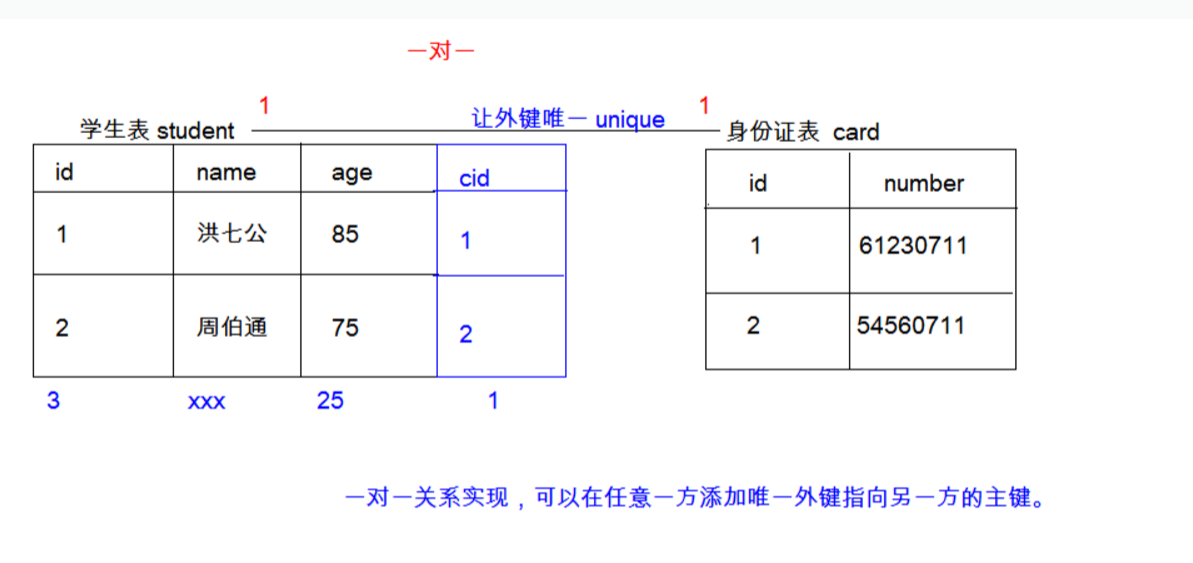 一对一
1 1
学生表 student 让外键唯一 unique 身份证表 card
id name age cid id number
1 洪七公 85 1 1 61230711
2 周伯通 75 2 2 54560711
3 xxx 25 1
一对一关系实现，可以在任意一方添加唯一外键指向另一方的主键。